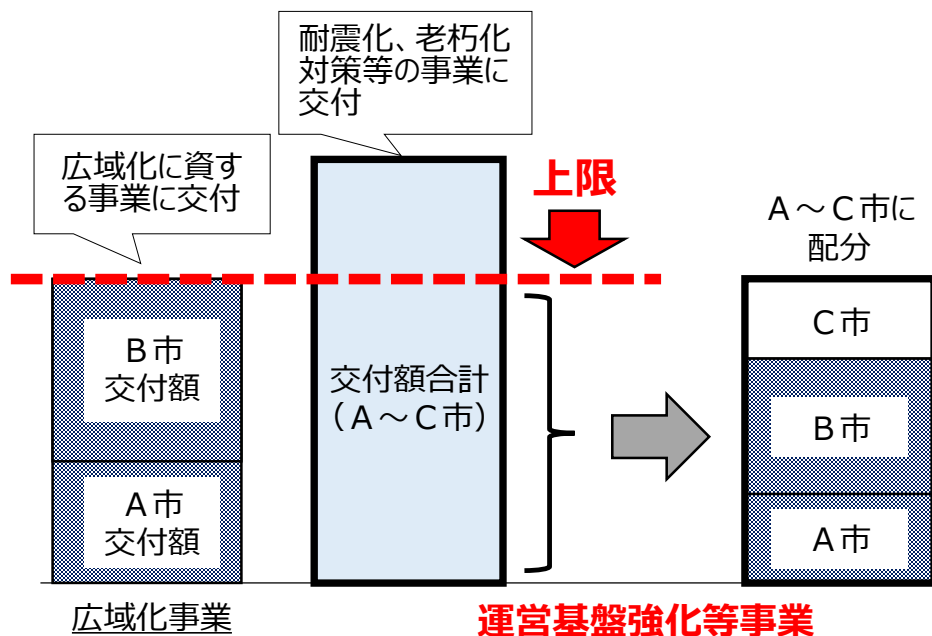 耐震化、老朽化
対策等の事業に
交付
広域化に資す
る事業に交付
上限
A~C市に
配分
B市
交付額
A市
交付額
交付額合計
(A~C市)
C市
B市
A市
広域化事業
運営基盤強化等事業